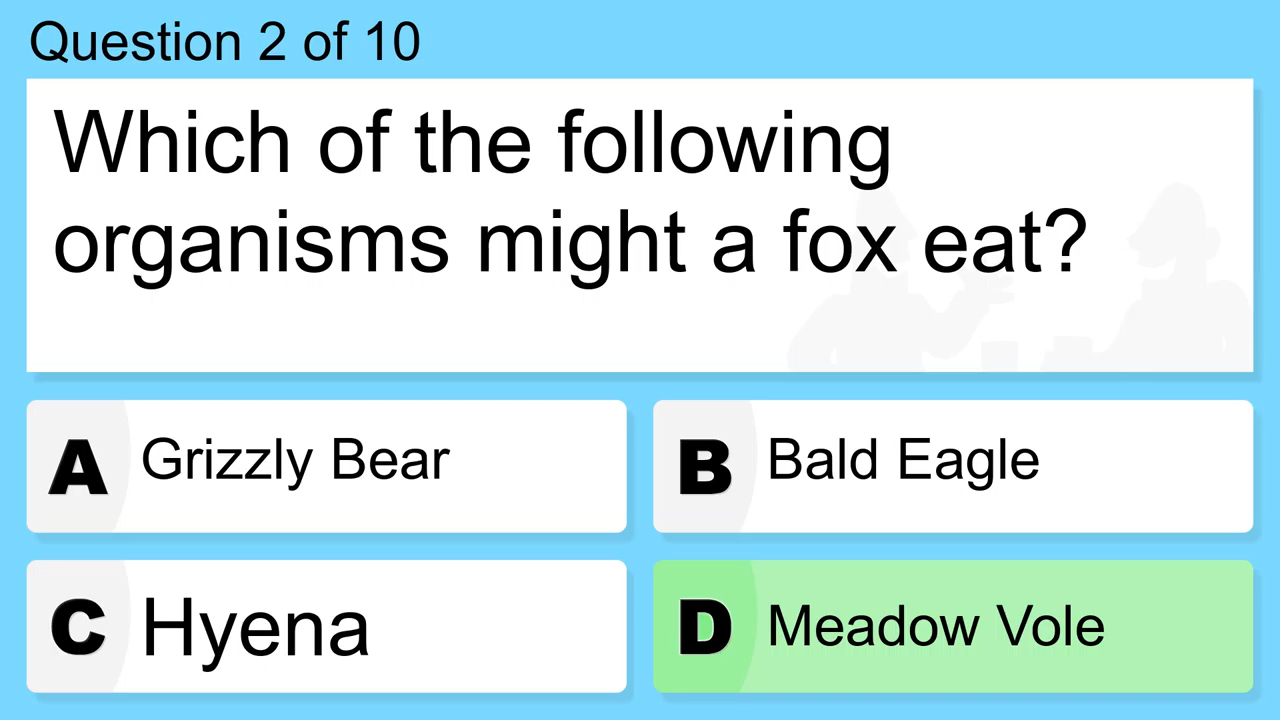 Question 2 of 10
Which of the following
organisms might a fox eat?
A Grizzly Bear
B Bald Eagle
C Hyena
D Meadow Vole